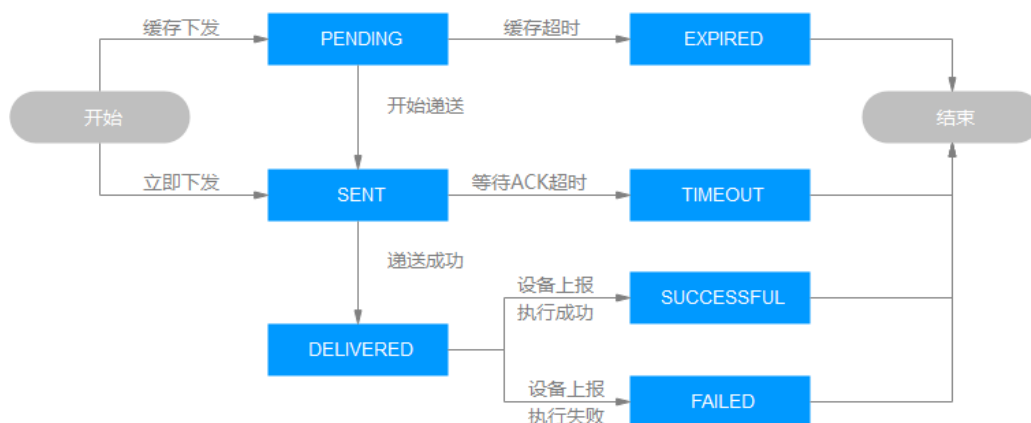 缓存下发
PENDING
缓存超时
EXPIRED
开始
开始递送
结束
立即下发
SENT
等待ACK超时
TIMEOUT
递送成功
设备上报
执行成功
SUCCESSFUL
DELIVERED
设备上报
执行失败
FAILED